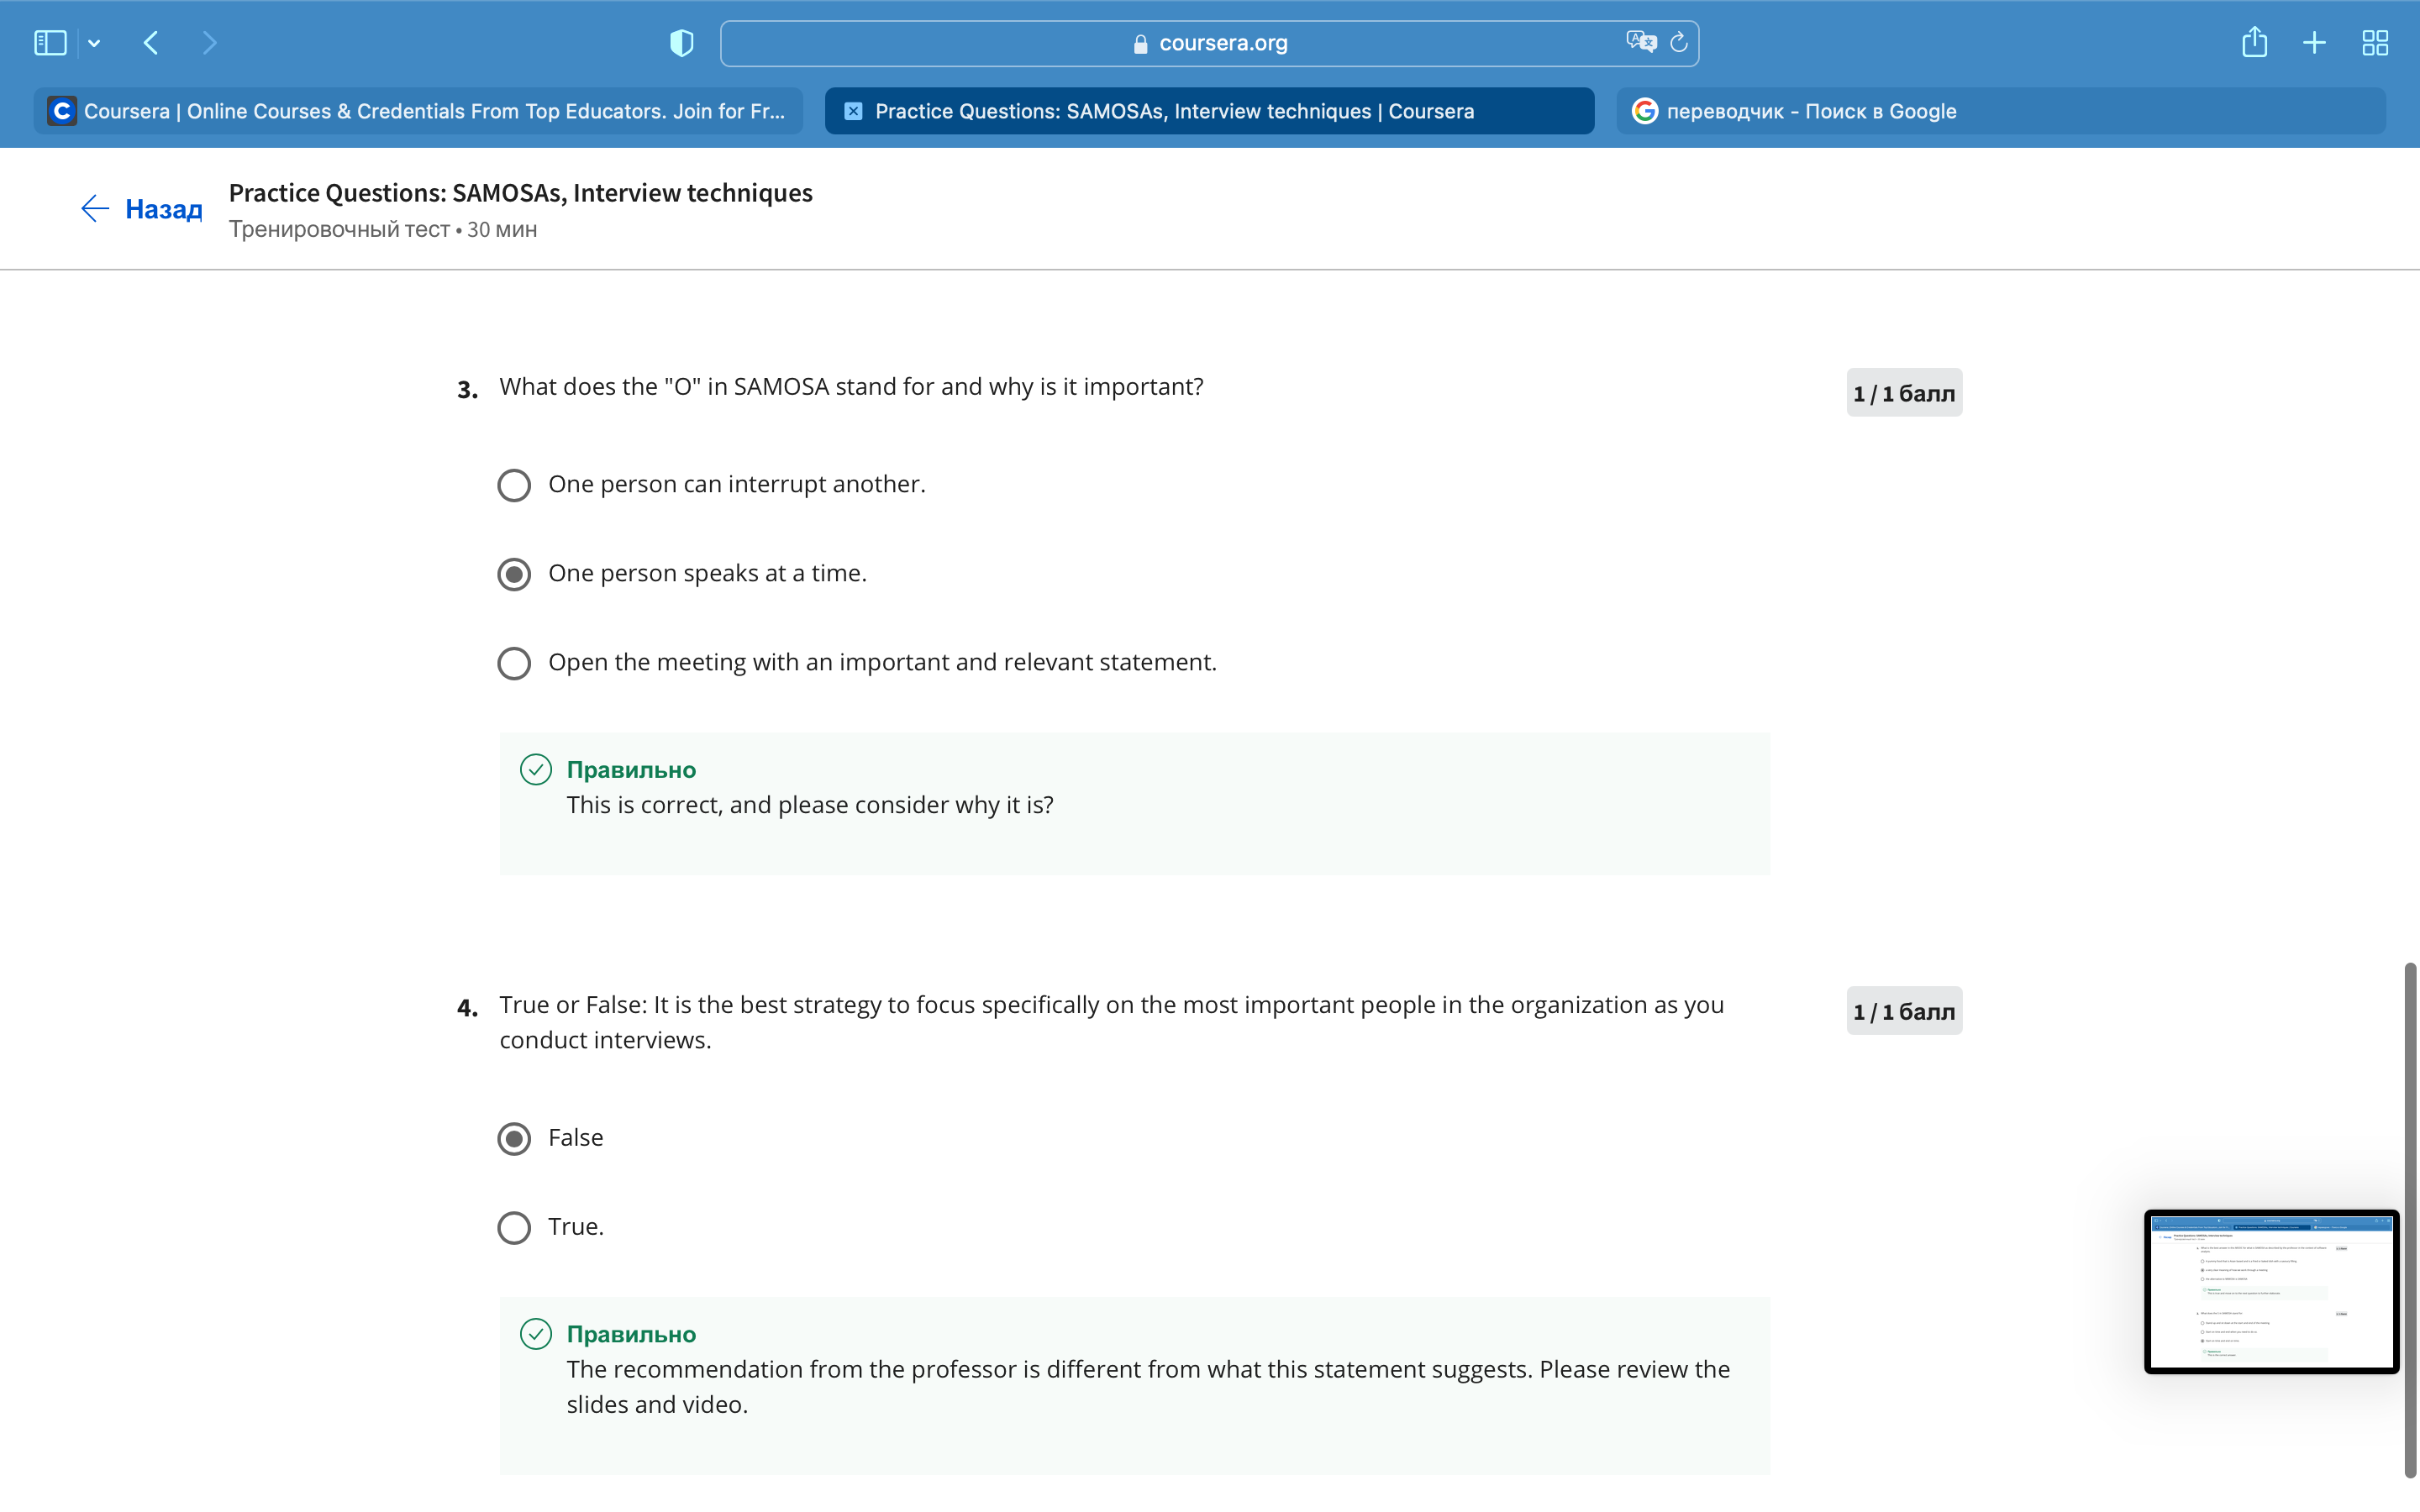 coursera.org
Coursera | Online Courses & Credentials From Top Educators. Join for Fr...
Practice Questions: SAMOSAs, Interview techniques | Coursera
переводчик - Поиск в Google
Назад
Practice Questions: SAMOSAs, Interview techniques
Тренировочный тест • 30 мин
3. What does the "O" in SAMOSA stand for and why is it important?
1 / 1 балл
One person can interrupt another.
One person speaks at a time.
Open the meeting with an important and relevant statement.
Правильно
This is correct, and please consider why it is?
4. True or False: It is the best strategy to focus specifically on the most important people in the organization as you
conduct interviews.
1 / 1 балл
False
True.
Правильно
The recommendation from the professor is different from what this statement suggests. Please review the
slides and video.